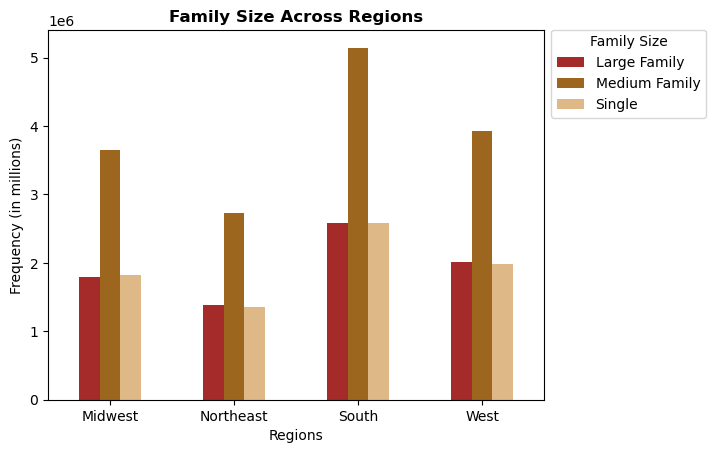 Family Size Across Regions
1e6
Frequency (in millions)
5
4
3
2
1
0
Midwest
Northeast
South
West
Regions
Family Size
Large Family
Medium Family
Single